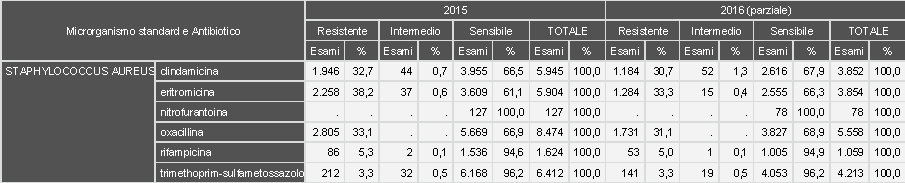 Microrganismo standard e Antibiotico 2015 2016 (parziale)
Resistente Intermedio Sensibile TOTALE Resistente Intermedio Sensibile TOTALE
Esami % Esami % Esami % Esami % Esami % Esami % Esami % Esami %
STAPHYLOCOCCUS AUREUS clindamicina 1.946 32,7 44 0,7 3.955 66,5 5.945 100,0 1.184 30,7 52 1,3 2.616 67,9 3.852 100,0
eritromicina 2.258 38,2 37 0,6 3.609 61,1 5.904 100,0 1.284 33,3 15 0,4 2.555 66,3 3.854 100,0
nitrofurantoina . . . . 127 100,0 127 100,0 . . . . 78 100,0 78 100,0
oxacillina 2.805 33,1 . . 5.669 66,9 8.474 100,0 1.731 31,1 . . 3.827 68,9 5.558 100,0
rifampicina 86 5,3 2 0,1 1.536 94,6 1.624 100,0 53 5,0 1 0,1 1.005 94,9 1.059 100,0
trimethoprim-sulfametossazolo 212 3,3 32 0,5 6.168 96,2 6.412 100,0 141 3,3 19 0,5 4.053 96,2 4.213 100,0